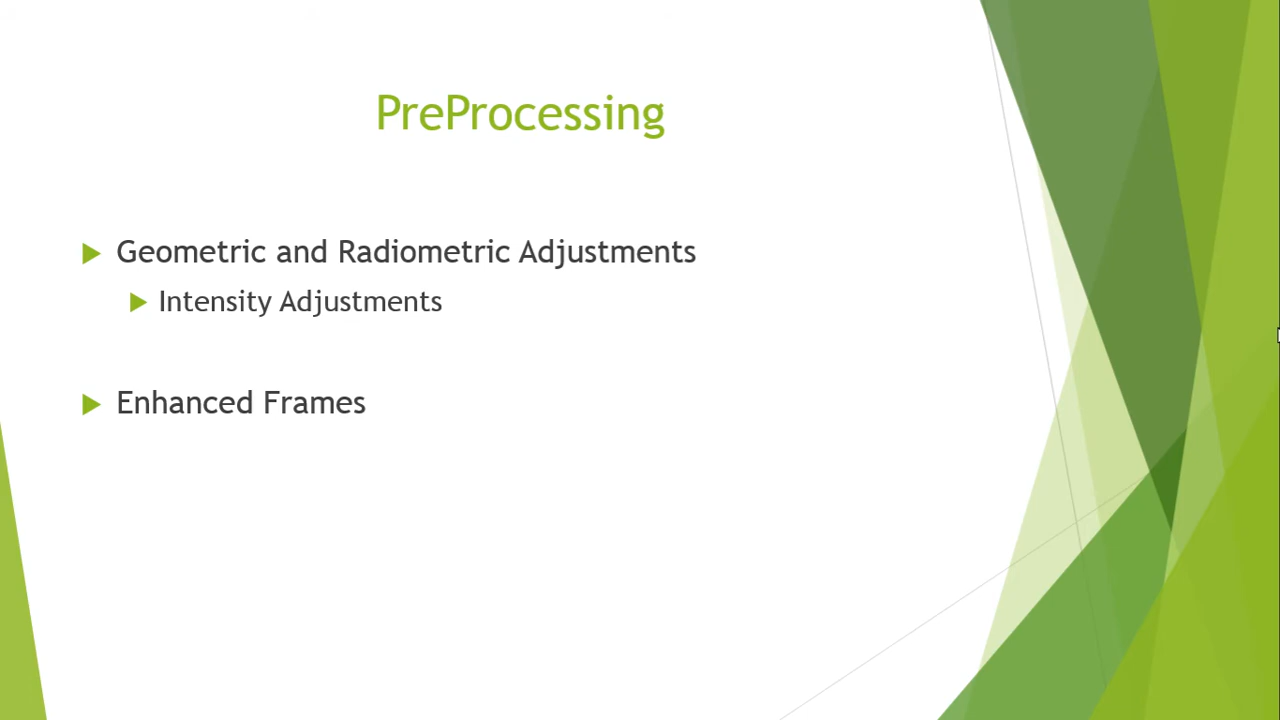 PreProcessing
Geometric and Radiometric Adjustments
Intensity Adjustments
Enhanced Frames